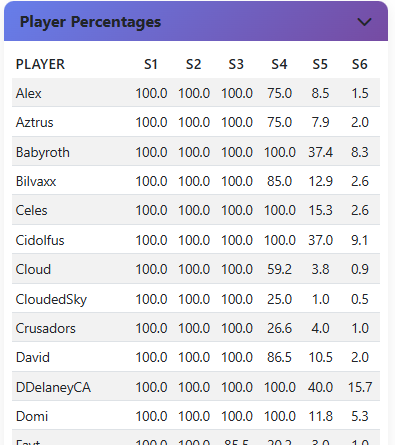 Player Percentages
PLAYER S1 S2 S3 S4 S5 S6
Alex 100.0 100.0 100.0 75.0 8.5 1.5
Aztrus 100.0 100.0 100.0 75.0 7.9 2.0
Babyroth 100.0 100.0 100.0 100.0 37.4 8.3
Bilvaxx 100.0 100.0 100.0 85.0 12.9 2.6
Celes 100.0 100.0 100.0 100.0 15.3 2.6
Cidolfus 100.0 100.0 100.0 100.0 37.0 9.1
Cloud 100.0 100.0 100.0 59.2 3.8 0.9
CloudedSky 100.0 100.0 100.0 25.0 1.0 0.5
Crusadors 100.0 100.0 100.0 26.6 4.0 1.0
David 100.0 100.0 100.0 86.5 10.5 2.0
DDelaneyCA 100.0 100.0 100.0 100.0 40.0 15.7
Domi 100.0 100.0 100.0 100.0 11.8 5.3
100.0 100.0